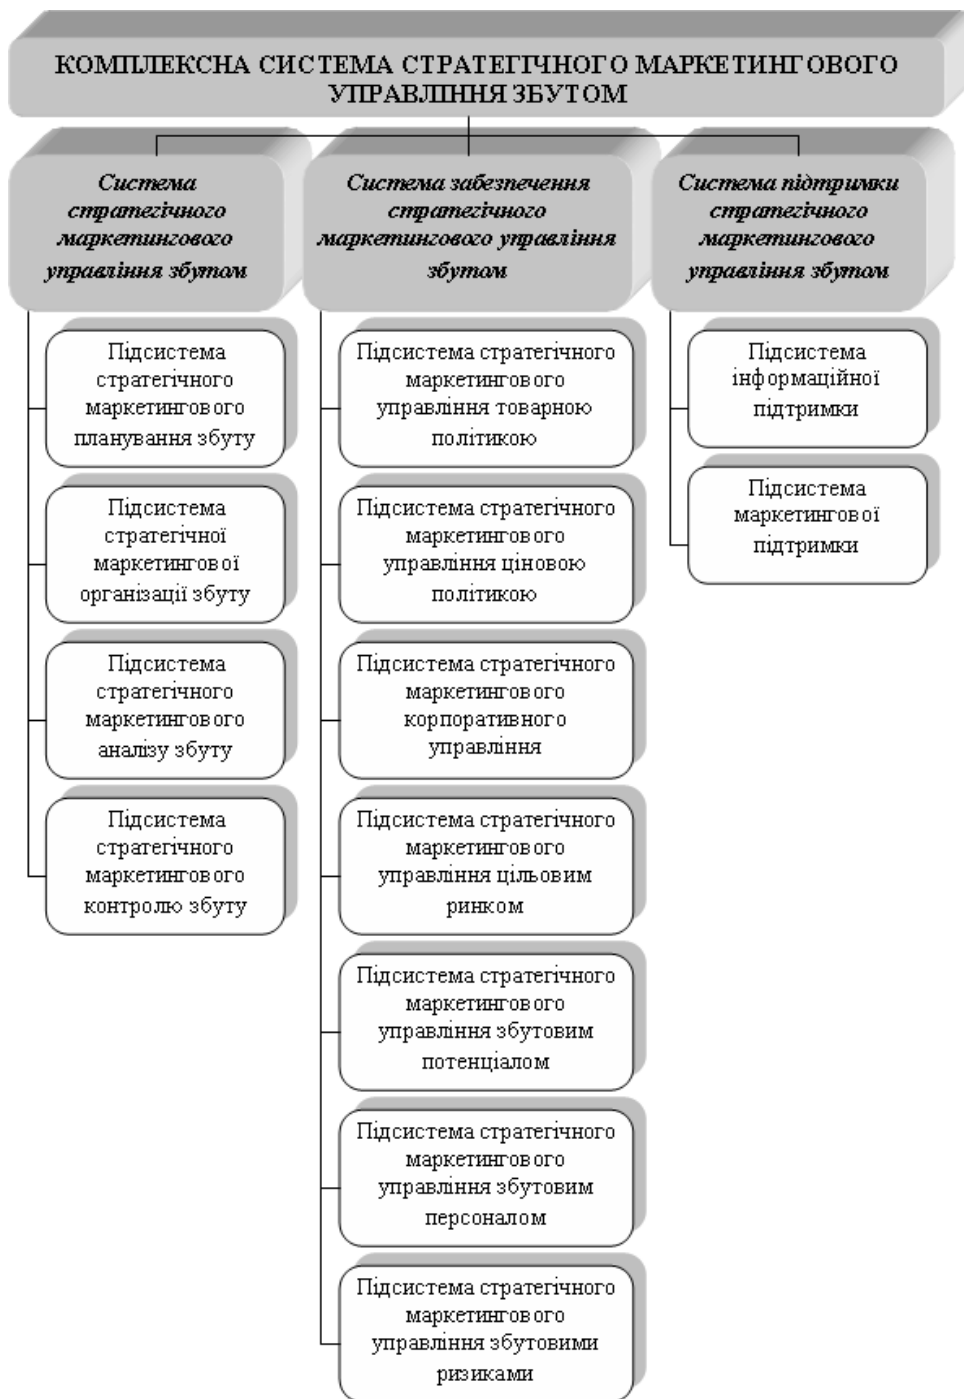 КОМПЛЕКСНА СИСТЕМА СТРАТЕГІЧНОГО МАРКЕТИНГОВОГО
УПРАВЛІННЯ ЗБУТОМ
Система
стратегічного
маркетингового
управління збутом
Підсистема
стратегічного
маркетингового
планування збуту
Підсистема
стратегічної
маркетингової
організації збуту
Підсистема
стратегічного
маркетингового
аналізу збуту
Підсистема
стратегічного
маркетингового
контролю збуту
Система забезпечення
стратегічного
маркетингового управління
збутом
Підсистема стратегічного
маркетингового
управління товарною
політикою
Підсистема стратегічного
маркетингового
управління ціновою
політикою
Підсистема стратегічного
маркетингового
корпоративного
управління
Підсистема стратегічного
маркетингового
управління цільовим
ринком
Підсистема стратегічного
маркетингового
управління збутовим
потенціалом
Підсистема стратегічного
маркетингового
управління збутовим
персоналом
Підсистема стратегічного
маркетингового
управління збутовими
ризиками
Система підтримки
стратегічного
маркетингового
управління збутом
Підсистема
інформаційної
підтримки
Підсистема
маркетингової
підтримки